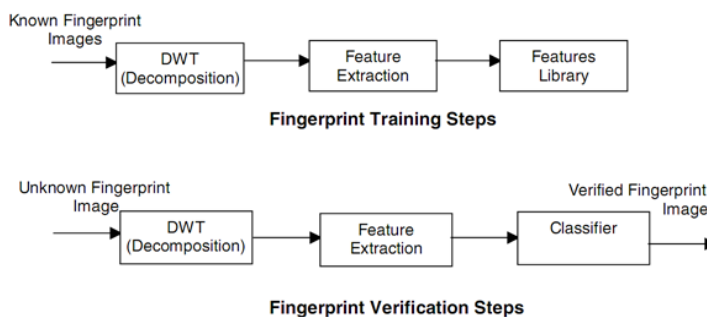 Known Fingerprint
Images
DWT
(Decomposition)
Feature
Extraction
Features
Library
Fingerprint Training Steps
Unknown Fingerprint
Image
DWT
(Decomposition)
Feature
Extraction
Classifier
Verified Fingerprint
Image
Fingerprint Verification Steps